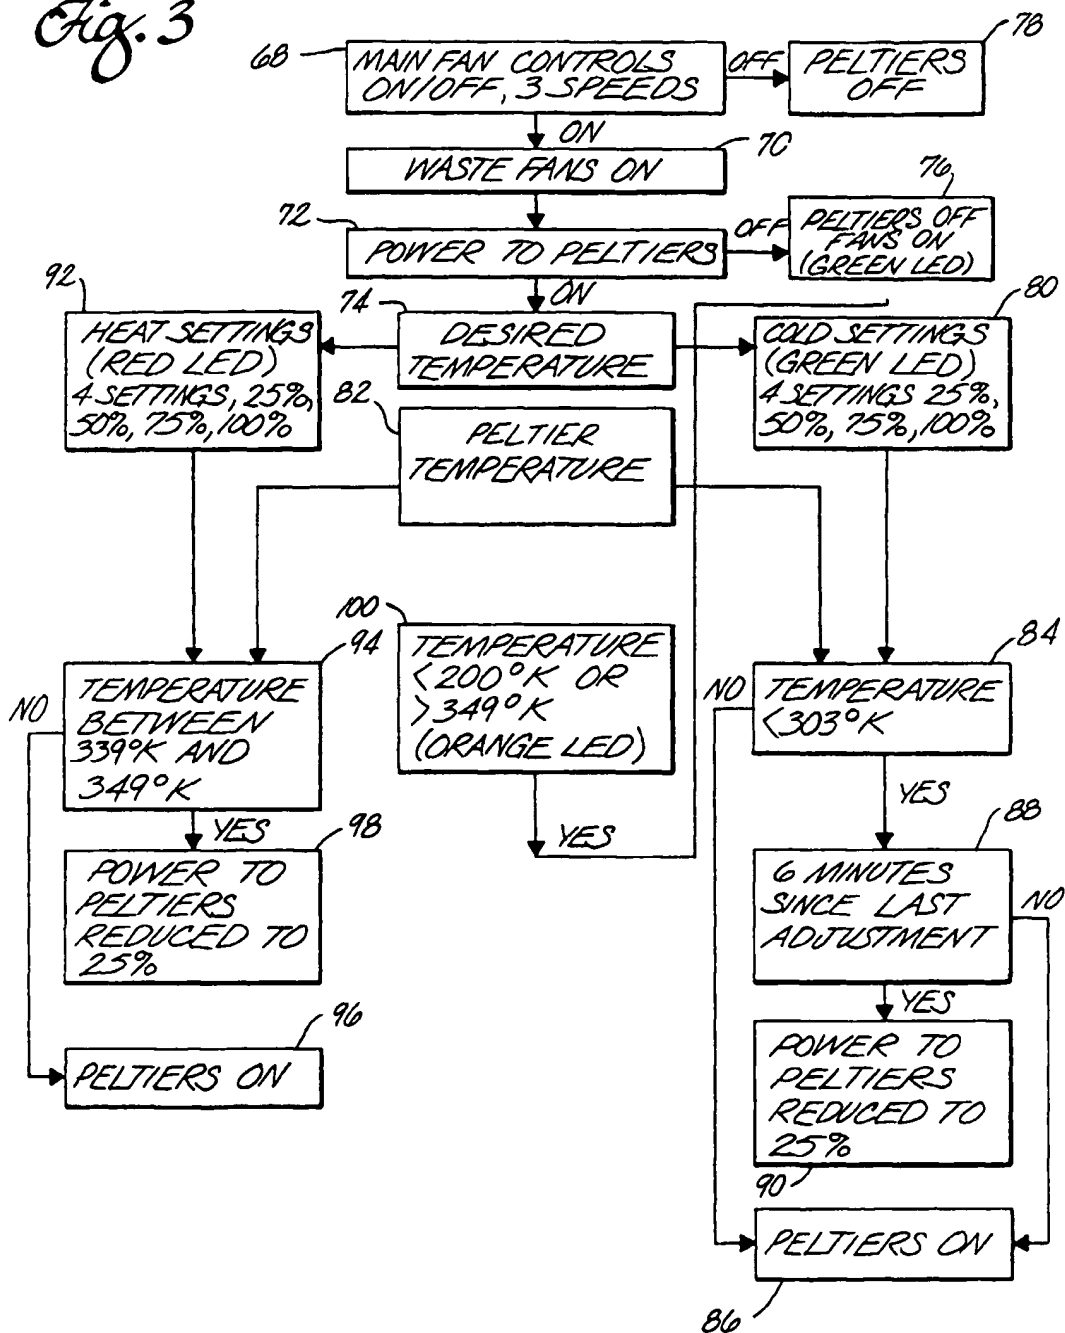 Fig. 3
68
MAIN FAN CONTROLS
ON/OFF, 3 SPEEDS
OFF
78
PELTIERS
OFF
ON
70
WASTE FANS ON
72
POWER TO PELTIERS
OFF
76
PELTIERS OFF
FANS ON
(GREEN LED)
ON
92
HEAT SETTINGS
(RED LED)
4 SETTINGS, 25%,
50%, 75%, 100%
74
DESIRED
TEMPERATURE
80
COLD SETTINGS
(GREEN LED)
4 SETTINGS 25%,
50%, 75%, 100%
82
PELTIER
TEMPERATURE
100
TEMPERATURE
<200°K OR
>349°K
(ORANGE LED)
YES
94
TEMPERATURE
BETWEEN
339°K AND
349°K
NO
YES
98
POWER TO
PELTIERS
REDUCED TO
25%
96
PELTIERS ON
84
TEMPERATURE
<303°K
NO
YES
88
6 MINUTES
SINCE LAST
ADJUSTMENT
NO
YES
POWER TO
PELTIERS
REDUCED TO
25%
90
PELTIERS ON
86